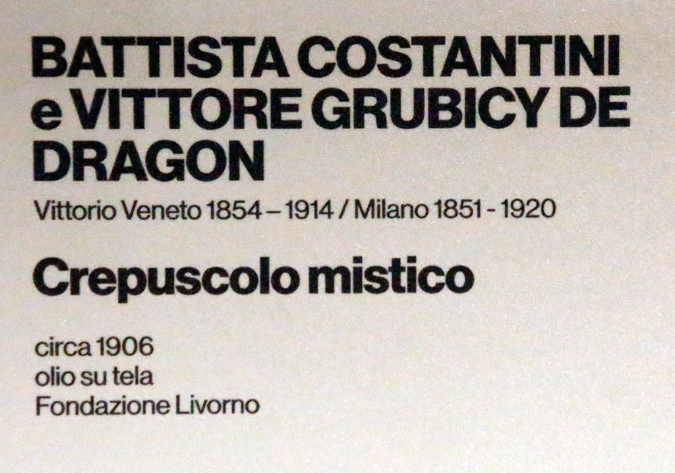 BATTISTA COSTANTINI
e VITTORE GRUBICY DE
DRAGON
Vittorio Veneto 1854 – 1914 / Milano 1851 - 1920
Crepuscolo mistico
circa 1906
olio su tela
Fondazione Livorno